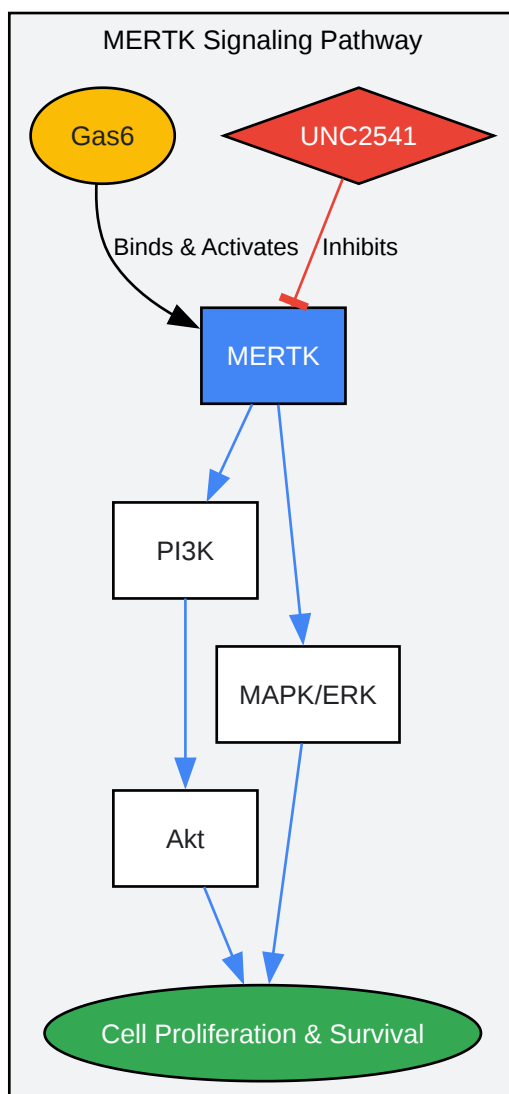 MERTK Signaling Pathway
Gas6
UNC2541
Binds & Activates
Inhibits
MERTK
PI3K
MAPK/ERK
Akt
Cell Proliferation & Survival